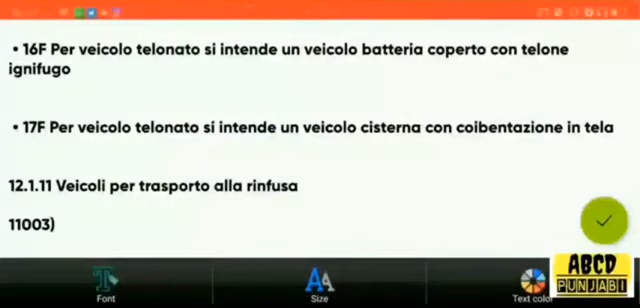 • 16F Per veicolo telonato si intende un veicolo batteria coperto con telone
ignifugo
• 17F Per veicolo telonato si intende un veicolo cisterna con coibentazione in tela
12.1.11 Veicoli per trasporto alla rinfusa
11003)
Font
Size
Text color
ABCD
PUNJABI